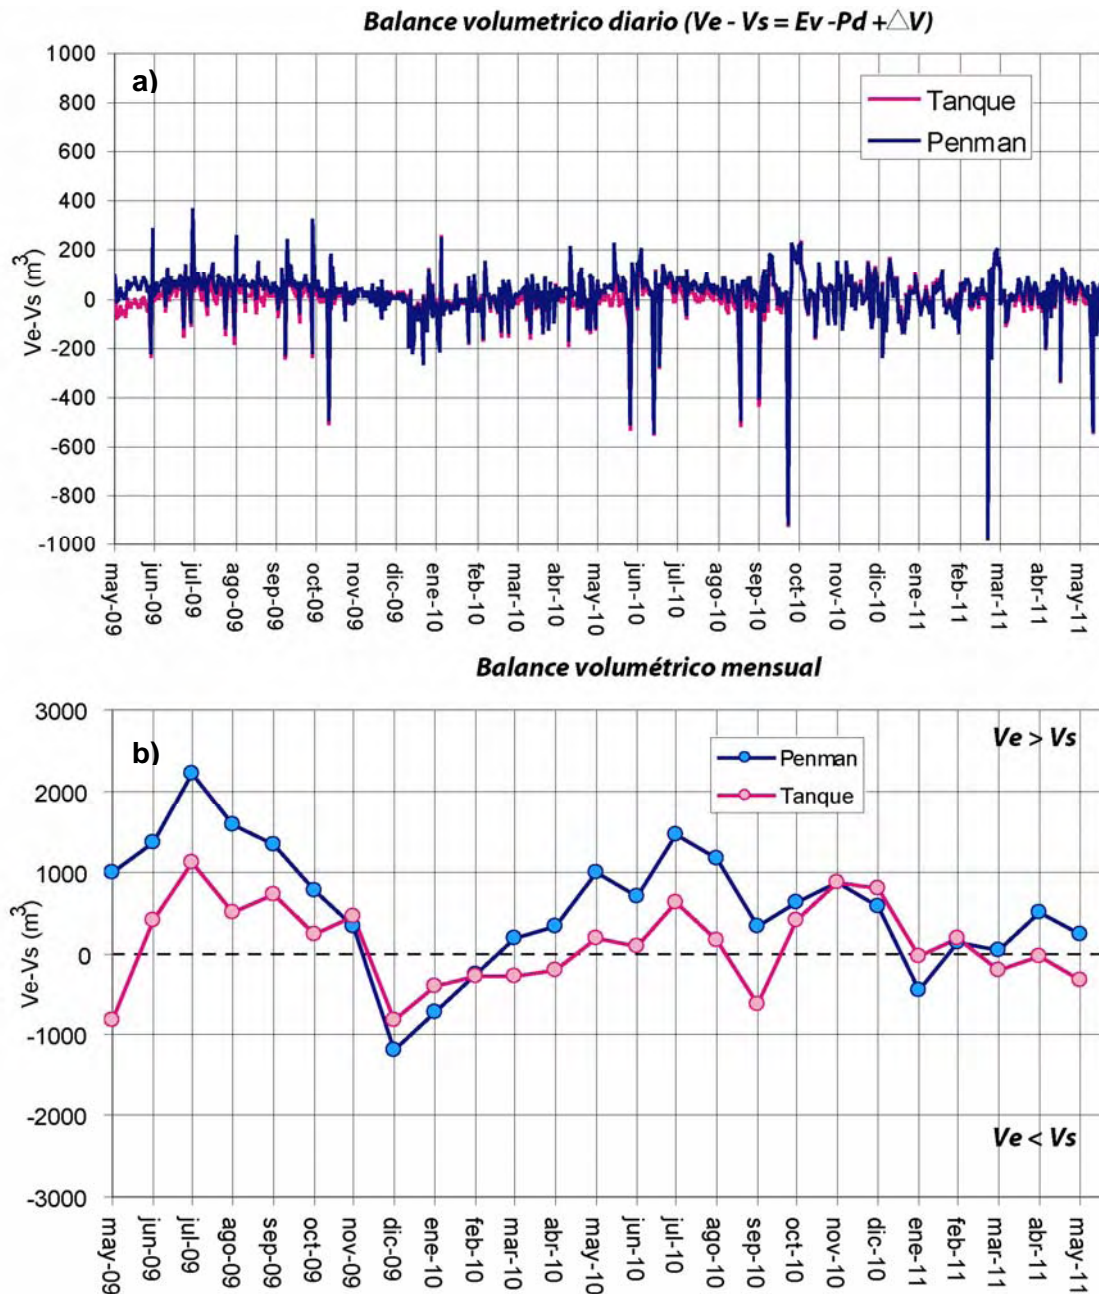 Balance volumetrico diario (Ve - Vs = Ev -Pd +△V)
a)
Tanque
Penman
Ve-Vs (m³)
1000
800
600
400
200
0
-200
-400
-600
-800
-1000
may-09 jun-09 jul-09 ago-09 sep-09 oct-09 nov-09 dic-09 ene-10 feb-10 mar-10 abr-10 may-10 jun-10 jul-10 ago-10 sep-10 oct-10 nov-10 dic-10 ene-11 feb-11 mar-11 abr-11 may-11
Balance volumétrico mensual
b)
Ve > Vs
Penman
Tanque
Ve-Vs (m³)
3000
2000
1000
0
-1000
-2000
-3000
Ve < Vs
may-09 jun-09 jul-09 ago-09 sep-09 oct-09 nov-09 dic-09 ene-10 feb-10 mar-10 abr-10 may-10 jun-10 jul-10 ago-10 sep-10 oct-10 nov-10 dic-10 ene-11 feb-11 mar-11 abr-11 may-11